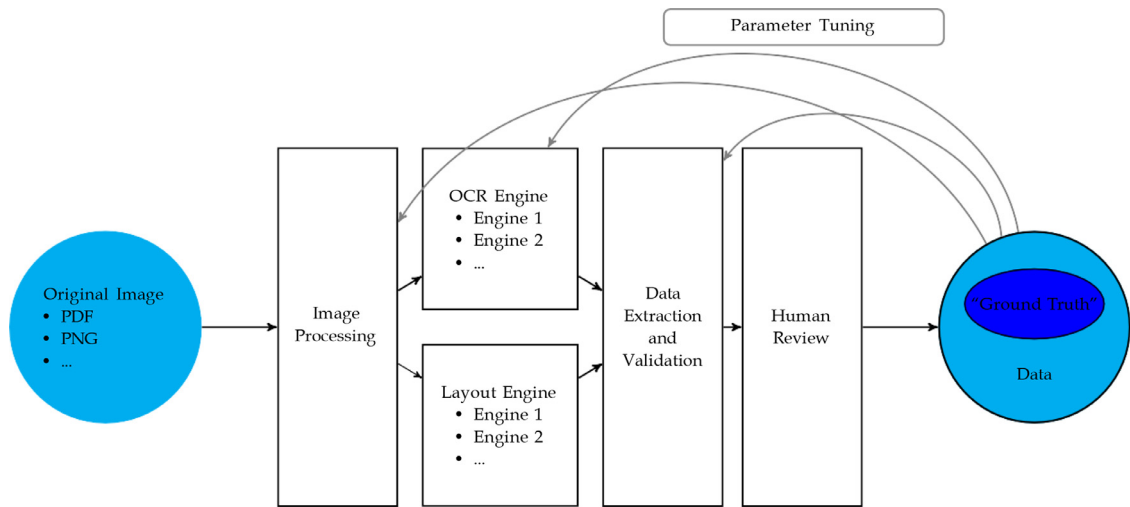 Parameter Tuning
Original Image
• PDF
• PNG
• ...
Image
Processing
OCR Engine
• Engine 1
• Engine 2
• ...
Layout Engine
• Engine 1
• Engine 2
• ...
Data
Extraction
and
Validation
Human
Review
“Ground Truth”
Data